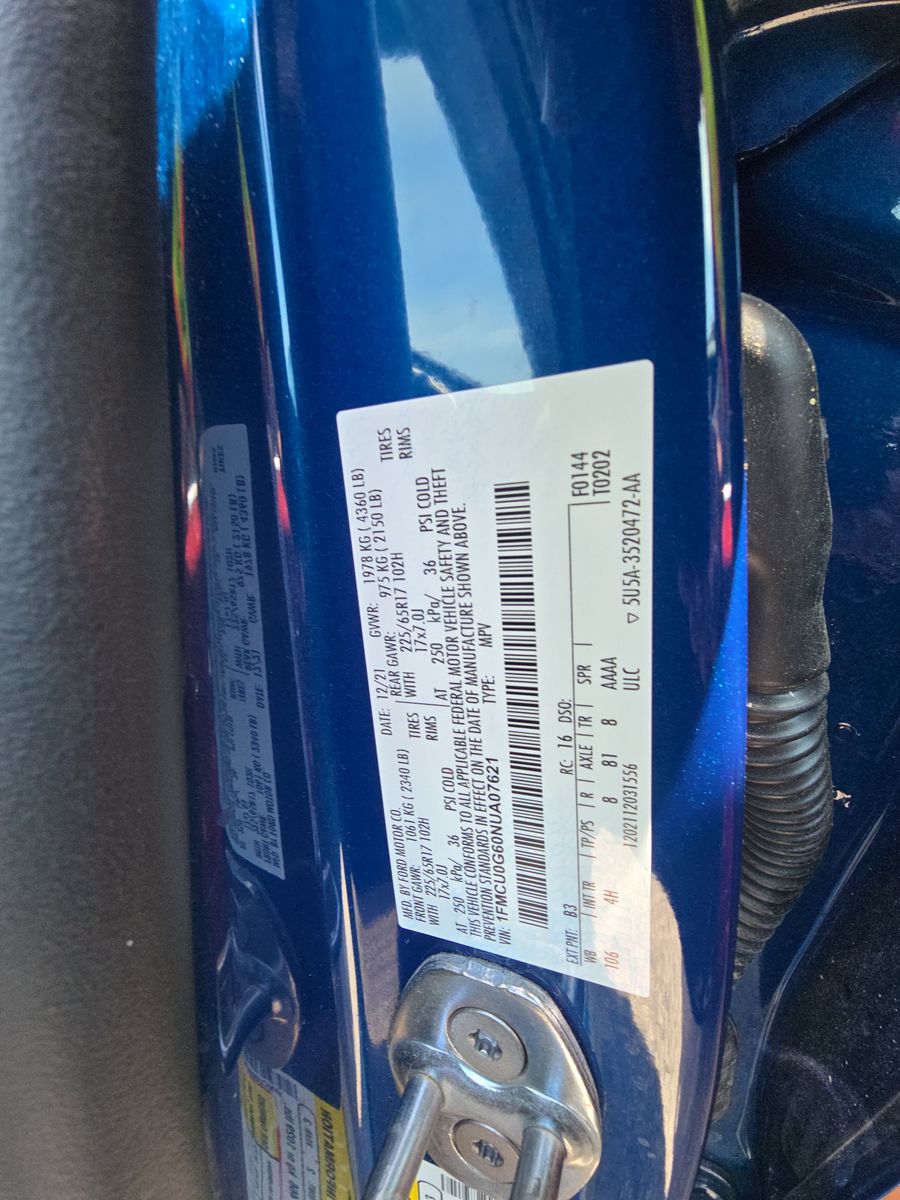 MFD. BY FORD MOTOR CO.
DATE: 12/21 GVWR: 1978 KG ( 4360 LB)
FRONT GAWR: 1061 KG ( 2340 LB) REAR GAWR: 975 KG ( 2150 LB)
WITH 225/65R17 102H TIRES WITH 225/65R17 102H TIRES
17x7.0J RIMS 17x7.0J RIMS
AT 250 kPa/ 36 PSI COLD AT 250 kPa/ 36 PSI COLD
THIS VEHICLE CONFORMS TO ALL APPLICABLE FEDERAL MOTOR VEHICLE SAFETY AND THEFT
PREVENTION STANDARDS IN EFFECT ON THE DATE OF MANUFACTURE SHOWN ABOVE.
VIN: 1FMCU0G60NUA07621 TYPE: MPV
EXT PNT: B3 RC: 16 DSO: F0144
WB INT TR TP/PS R AXLE TR SPR T0202
106 4H 8 81 8 AAAA
1202112031556 ULC ▽ 5U5A-3520472-AA